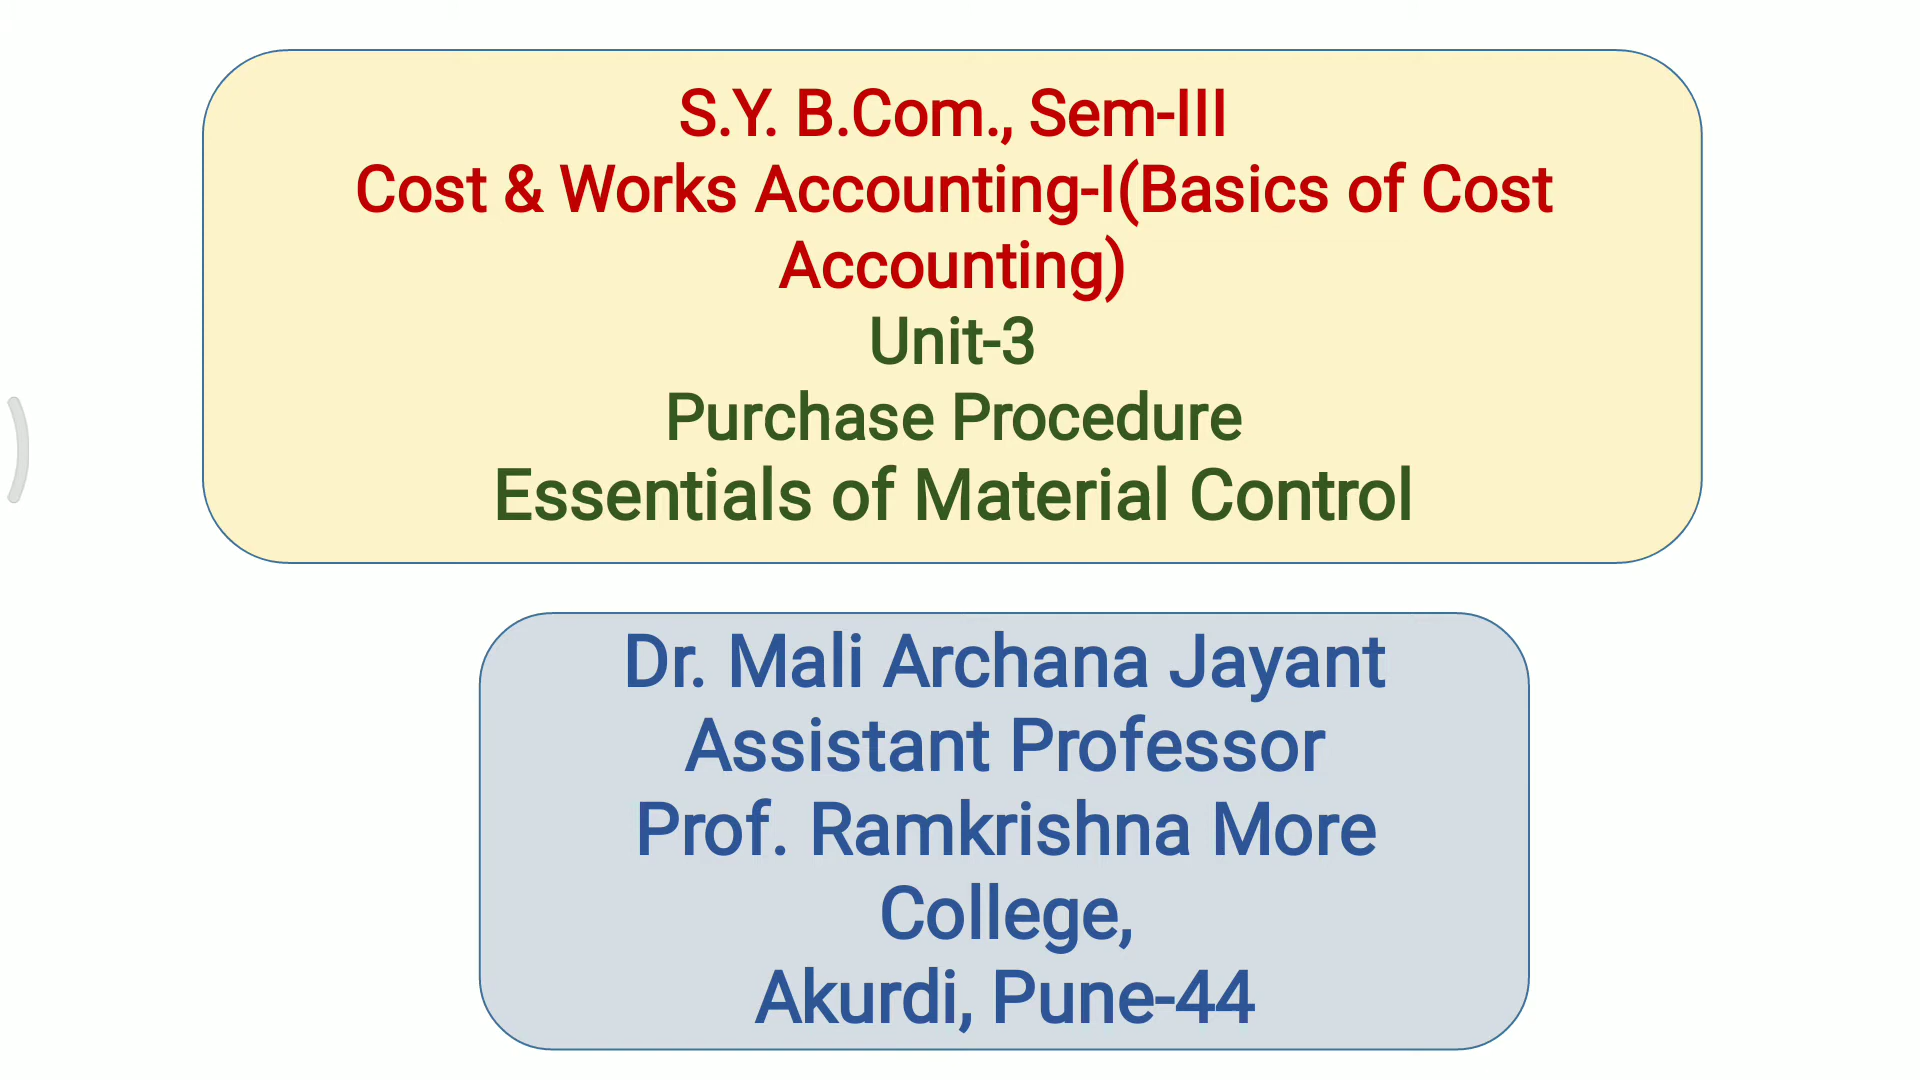 S.Y. B.Com., Sem-III
Cost & Works Accounting-I(Basics of Cost
Accounting)
Unit-3
Purchase Procedure
Essentials of Material Control
Dr. Mali Archana Jayant
Assistant Professor
Prof. Ramkrishna More
College,
Akurdi, Pune-44